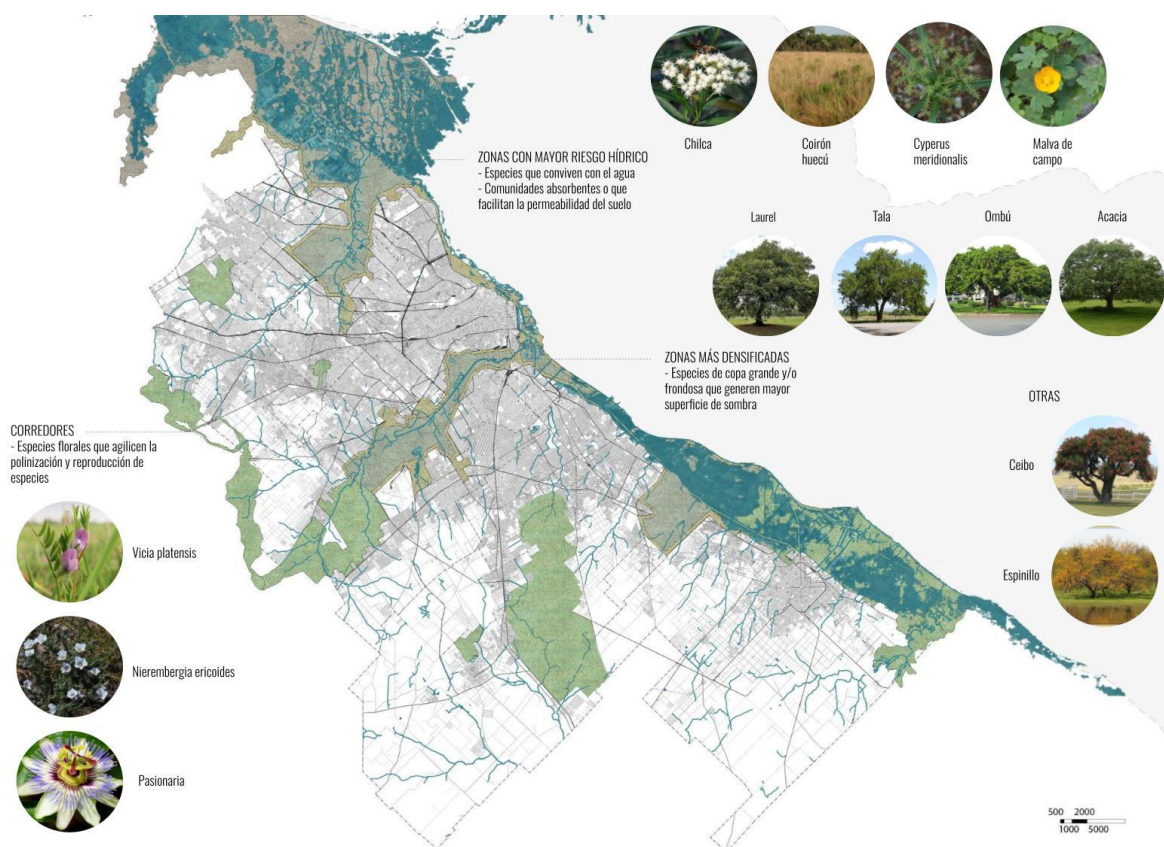 Chilca
Coirón
huecú
Cyperus
meridionalis
Malva de
campo
ZONAS CON MAYOR RIESGO HÍDRICO
- Especies que conviven con el agua
- Comunidades absorbentes o que
facilitan la permeabilidad del suelo
Laurel
Tala
Ombú
Acacia
ZONAS MÁS DENSIFICADAS
- Especies de copa grande y/o
frondosa que generen mayor
superficie de sombra
OTRAS
Ceibo
Espinillo
CORREDORES
- Especies florales que agilicen la
polinización y reproducción de
especies
Vicia platensis
Nierembergia ericoides
Pasionaria
500 2000
1000 5000